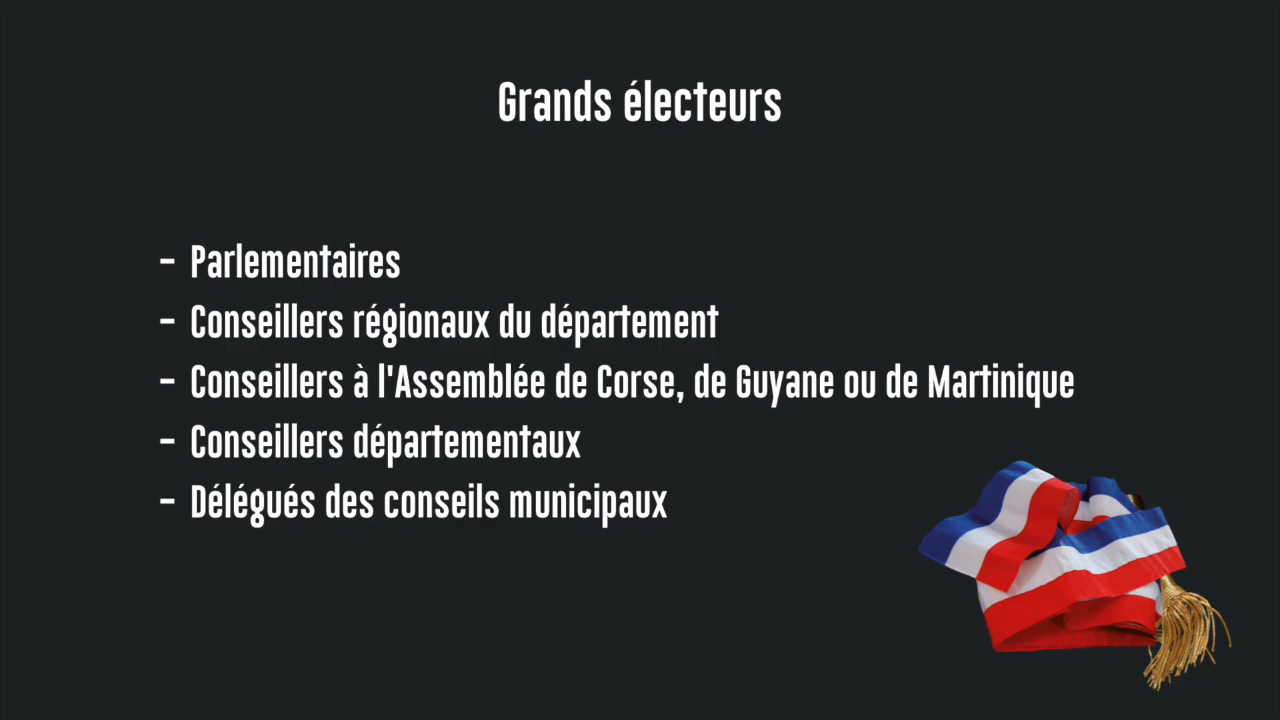 Grands électeurs
- Parlementaires
- Conseillers régionaux du département
- Conseillers à l'Assemblée de Corse, de Guyane ou de Martinique
- Conseillers départementaux
- Délégués des conseils municipaux